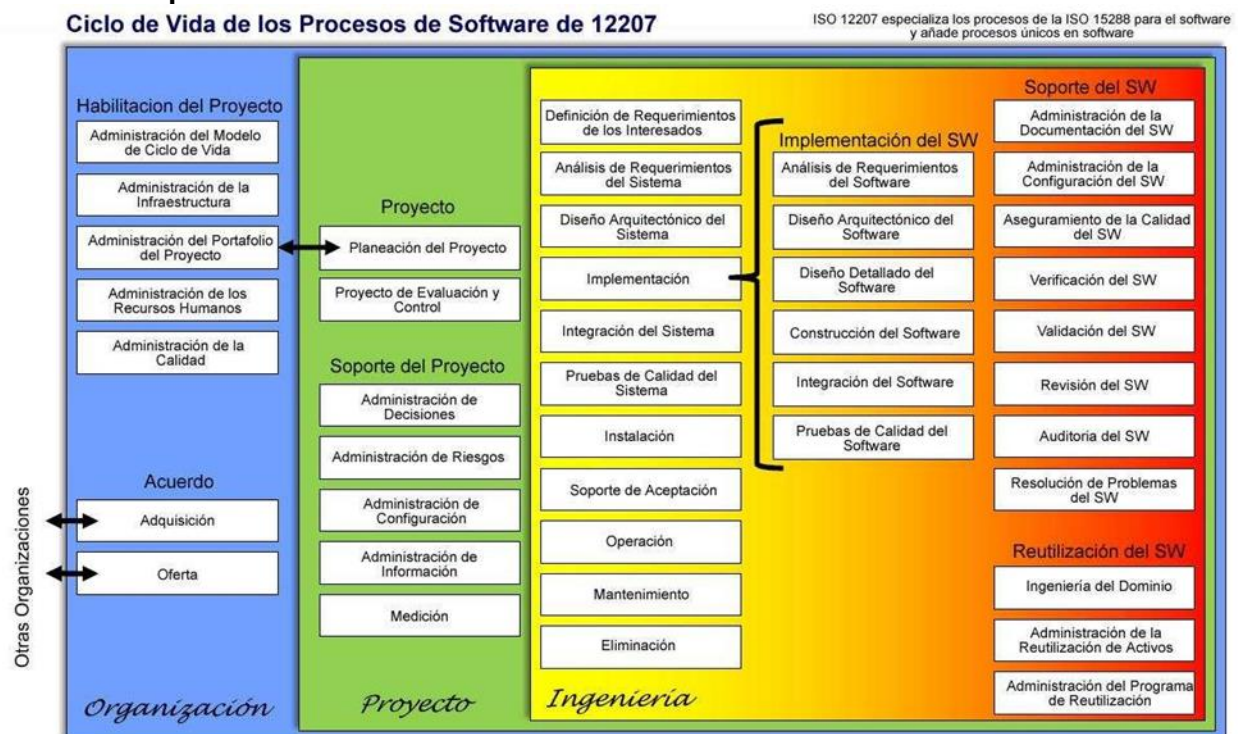 Ciclo de Vida de los Procesos de Software de 12207
ISO 12207 especializa los procesos de la ISO 15288 para el software
y añade procesos únicos en software
Habilitacion del Proyecto
Administración del Modelo
de Ciclo de Vida
Administración de la
Infraestructura
Administración del Portafolio
del Proyecto
Administración de los
Recursos Humanos
Administración de la
Calidad
Acuerdo
Adquisición
Oferta
Otras Organizaciones
Organización
Proyecto
Planeación del Proyecto
Proyecto de Evaluación y
Control
Soporte del Proyecto
Administración de
Decisiones
Administración de Riesgos
Administración de
Configuración
Administración de
Información
Medición
Proyecto
Definición de Requerimientos
de los Interesados
Análisis de Requerimientos
del Sistema
Diseño Arquitectónico del
Sistema
Implementación
Integración del Sistema
Pruebas de Calidad del
Sistema
Instalación
Soporte de Aceptación
Operación
Mantenimiento
Eliminación
Ingeniería
Implementación del SW
Análisis de Requerimientos
del Software
Diseño Arquitectónico del
Software
Diseño Detallado del
Software
Construcción del Software
Integración del Software
Pruebas de Calidad del
Software
Soporte del SW
Administración de la
Documentación del SW
Administración de la
Configuración del SW
Aseguramiento de la Calidad
del SW
Verificación del SW
Validación del SW
Revisión del SW
Auditoria del SW
Resolución de Problemas
del SW
Reutilización del SW
Ingeniería del Dominio
Administración de la
Reutilización de Activos
Administración del Programa
de Reutilización